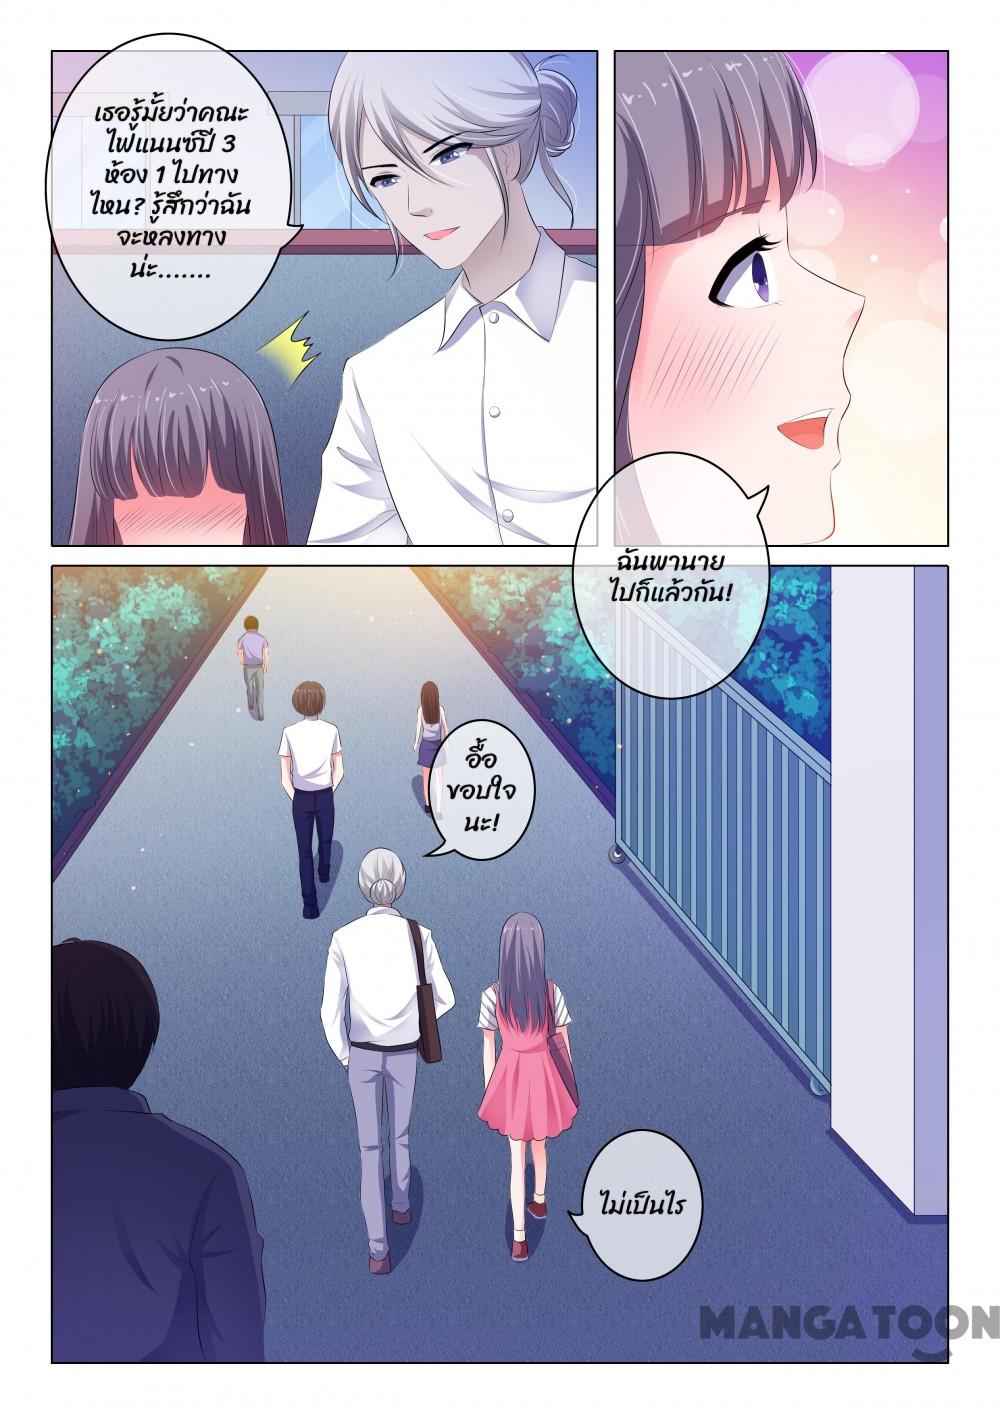 เธอรู้มั้ยว่าคณะ
ไฟแนนซ์ปี 3
ห้อง 1 ไปทาง
ไหน? รู้สึกว่าฉัน
จะหลงทาง
น่ะ.......
ฉันพานาย
ไปก็แล้วกัน!
อื้อ
ขอบใจ
นะ!
ไม่เป็นไร
MANGATOON